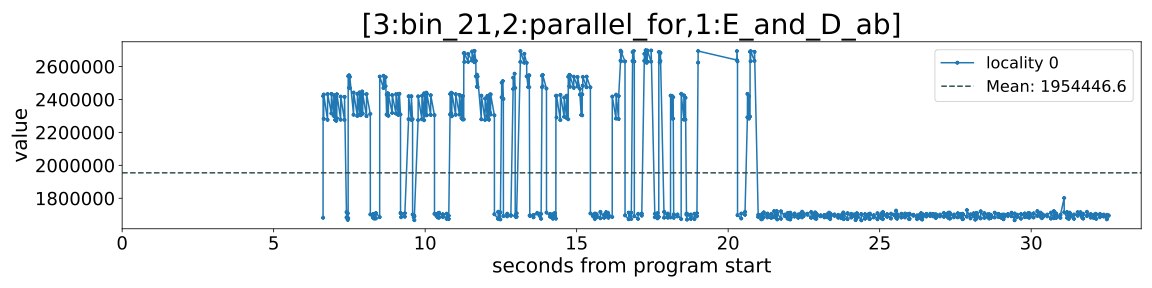 [3:bin_21,2:parallel_for,1:E_and_D_ab]
value
2600000
2400000
2200000
2000000
1800000
locality 0
Mean: 1954446.6
0 5 10 15 20 25 30
seconds from program start